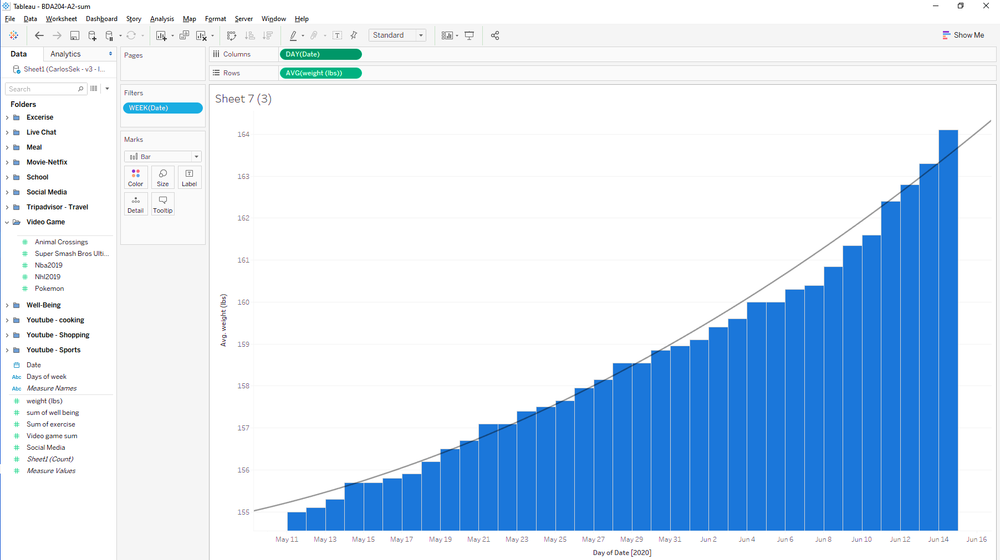 Tableau - BDA204-A2-sum
File Data Worksheet Dashboard Story Analysis Map Format Server Window Help
Standard
Show Me
Data Analytics
Sheet1 (CarlosSek - v3 - l...
Search
Folders
Excerise
Live Chat
Meal
Movie-Netfix
School
Social Media
Tripadvisor - Travel
Video Game
Animal Crossings
Super Smash Bros Ulti...
Nba2019
Nhl2019
Pokemon
Well-Being
Youtube - cooking
Youtube - Shopping
Youtube - Sports
Date
Abc Days of week
Abc Measure Names
weight (lbs)
sum of well being
Sum of exercise
Video game sum
Social Media
Sheet1 (Count)
Measure Values
Pages
Filters
WEEK(Date)
Marks
Bar
Color Size Label
Detail Tooltip
Columns DAY(Date)
Rows AVG(weight (lbs))
Sheet 7 (3)
164
163
162
161
160
159
158
157
156
155
Avg. weight (lbs)
May 11 May 13 May 15 May 17 May 19 May 21 May 23 May 25 May 27 May 29 May 31 Jun 2 Jun 4 Jun 6 Jun 8 Jun 10 Jun 12 Jun 14 Jun 16
Day of Date [2020]